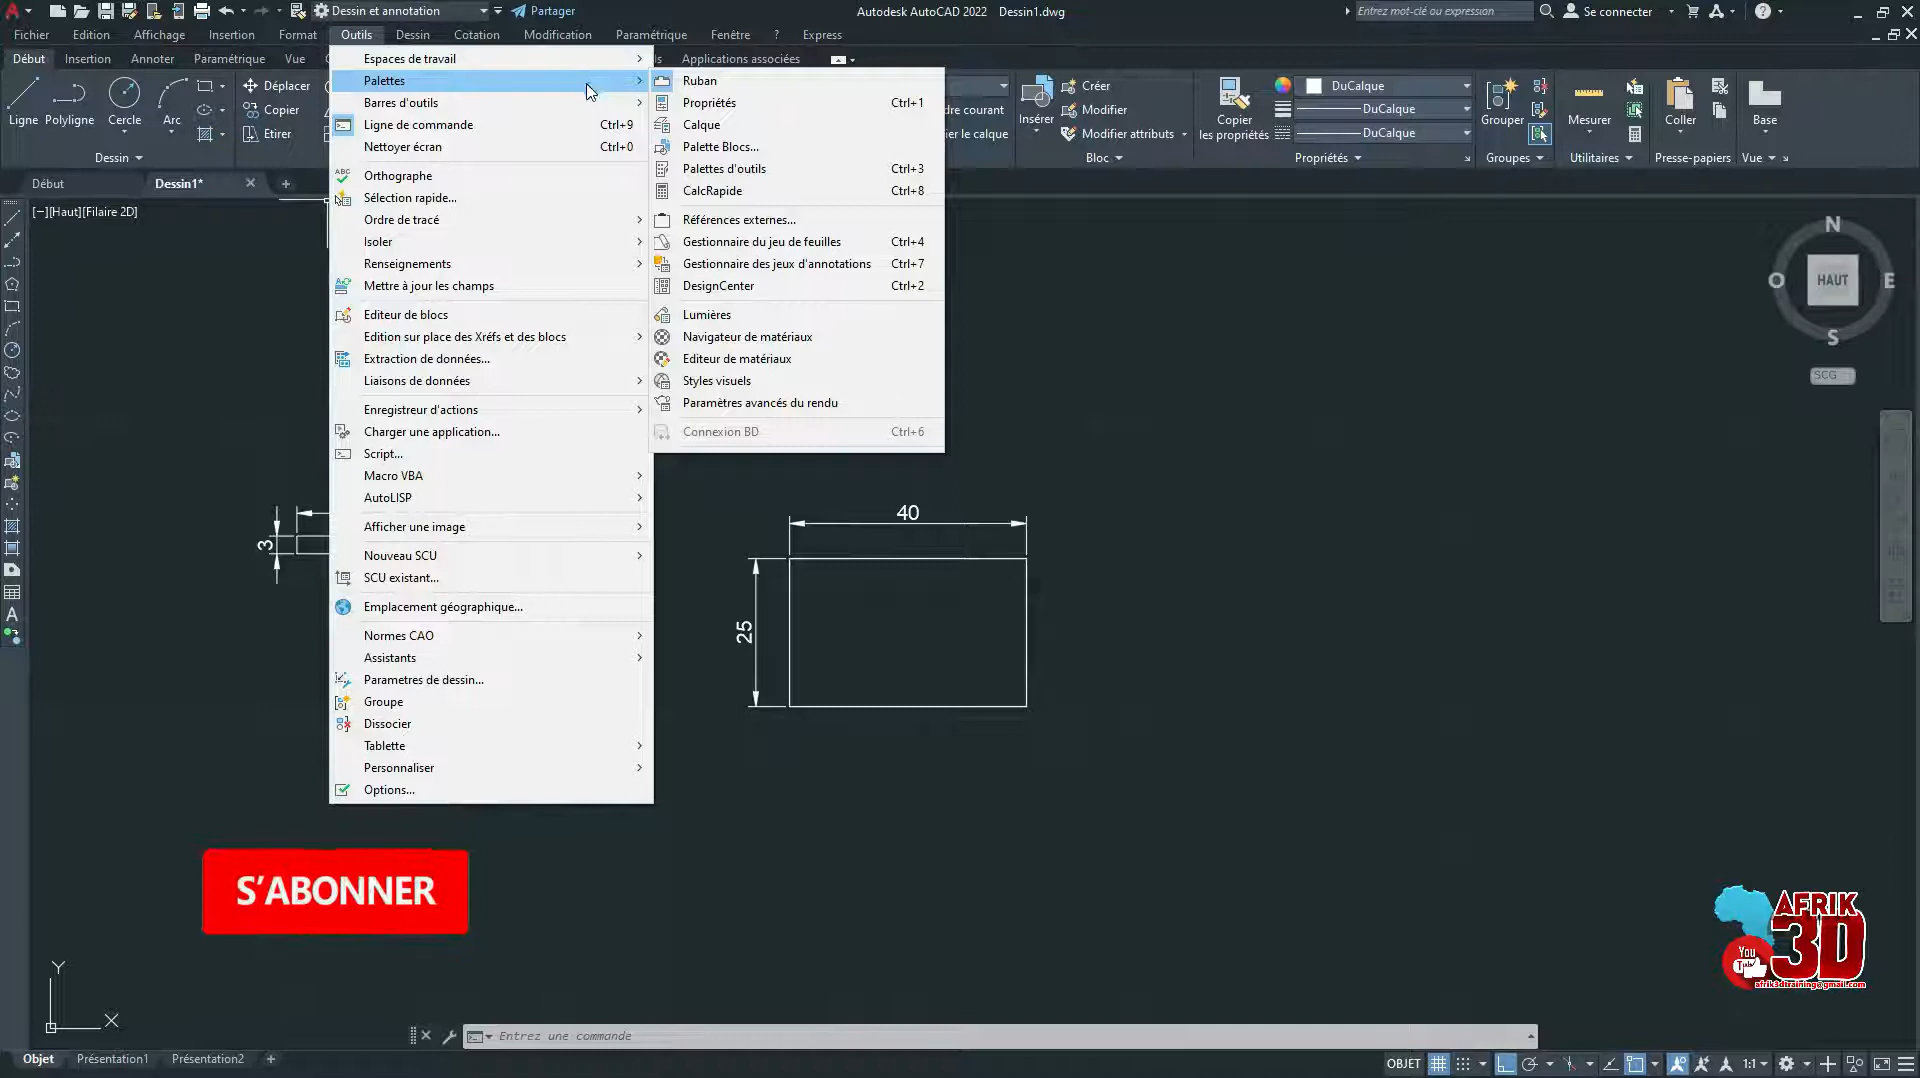 Dessin et annotation
Partager
Autodesk AutoCAD 2022 Dessin1.dwg
Entrez mot-clé ou expression
Se connecter
Fichier Edition Affichage Insertion Format Outils Dessin Cotation Modification Paramétrique Fenêtre ? Express
Début Insertion Annoter Paramétrique Vue
Applications associées
Ligne Polyligne Cercle Arc
Déplacer
Copier
Etirer
Dessin
Espaces de travail
Palettes
Barres d'outils
Ligne de commande Ctrl+9
Nettoyer écran Ctrl+0
Orthographe
Sélection rapide...
Ordre de tracé
Isoler
Renseignements
Mettre à jour les champs
Editeur de blocs
Edition sur place des Xréfs et des blocs
Extraction de données...
Liaisons de données
Enregistreur d'actions
Charger une application...
Script...
Macro VBA
AutoLISP
Afficher une image
Nouveau SCU
SCU existant...
Emplacement géographique...
Normes CAO
Assistants
Parametres de dessin...
Groupe
Dissocier
Tablette
Personnaliser
Options...
Ruban
Propriétés Ctrl+1
Calque
Palette Blocs...
Palettes d'outils Ctrl+3
CalcRapide Ctrl+8
Références externes...
Gestionnaire du jeu de feuilles Ctrl+4
Gestionnaire des jeux d'annotations Ctrl+7
DesignCenter Ctrl+2
Lumières
Navigateur de matériaux
Editeur de matériaux
Styles visuels
Paramètres avancés du rendu
Connexion BD Ctrl+6
Insérer
Créer
Modifier
Modifier attributs
Bloc
Copier
les propriétés
DuCalque
DuCalque
DuCalque
Propriétés
Grouper
Groupes
Mesurer
Utilitaires
Coller
Presse-papiers
Base
Vue
Début
Dessin1*
[−][Haut][Filaire 2D]
N
O HAUT E
S
SCG
3
40
25
S'ABONNER
AFRIK
3D
You
Tube
afrik3dtraining@gmail.com
Y
X
Entrez une commande
Objet Présentation1 Présentation2 +
OBJET
1:1